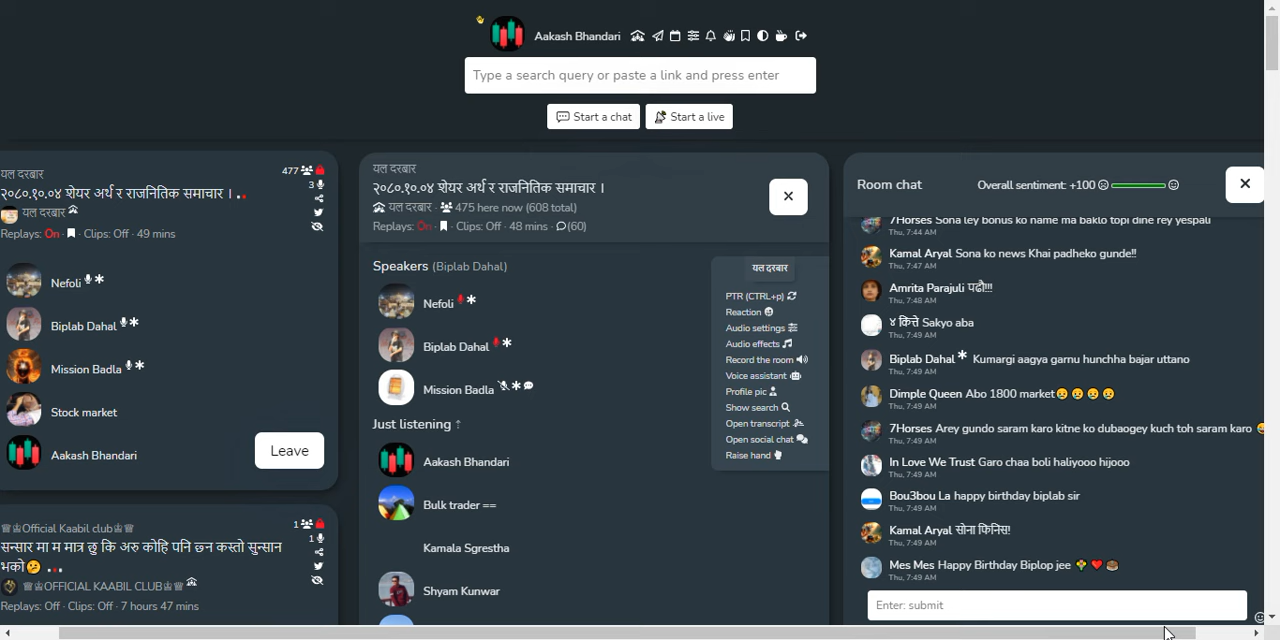 Aakash Bhandari
Type a search query or paste a link and press enter
Start a chat
Start a live
यल दरबार
477
3
२०८०.१०.०४ शेयर अर्थ र राजनितिक समाचार ।
यल दरबार
Replays: On · Clips: Off · 49 mins
Nefoli
Biplab Dahal
Mission Badla
Stock market
Aakash Bhandari
Leave
♕♔Official Kaabil club♔♕
1
1
सन्सार मा म मात्र छु कि अरु कोहि पनि छन कस्तो सुन्सान
भको
♕♔OFFICIAL KAABIL CLUB♔♕
Replays: Off · Clips: Off · 7 hours 47 mins
यल दरबार
२०८०.१०.०४ शेयर अर्थ र राजनितिक समाचार ।
यल दरबार · 475 here now (608 total)
Replays: On · Clips: Off · 48 mins · (60)
Speakers (Biplab Dahal)
Nefoli
Biplab Dahal
Mission Badla
Just listening ↑
Aakash Bhandari
Bulk trader ==
Kamala Sgrestha
Shyam Kunwar
यल दरबार
PTR (CTRL+p)
Reaction
Audio settings
Audio effects
Record the room
Voice assistant
Profile pic
Show search
Open transcript
Open social chat
Raise hand
Room chat
Overall sentiment: +100
7Horses Sona ley bonus ko name ma baklo topi dine rey yespali
Thu, 7:44 AM
Kamal Aryal Sona ko news Khai padheko gunde!!
Thu, 7:47 AM
Amrita Parajuli पढौ!!!
Thu, 7:48 AM
४ कित्ते Sakyo aba
Thu, 7:49 AM
Biplab Dahal * Kumargi aagya garnu hunchha bajar uttano
Thu, 7:49 AM
Dimple Queen Abo 1800 market😢😢😢😢
Thu, 7:49 AM
7Horses Arey gundo saram karo kitne ko dubaogey kuch toh saram karo
Thu, 7:49 AM
In Love We Trust Garo chaa boli haliyooo hijooo
Thu, 7:49 AM
Bou3bou La happy birthday biplab sir
Thu, 7:49 AM
Kamal Aryal सोना फिनिस!
Thu, 7:49 AM
Mes Mes Happy Birthday Biplop jee 💐❤️🎂
Thu, 7:49 AM
Enter: submit